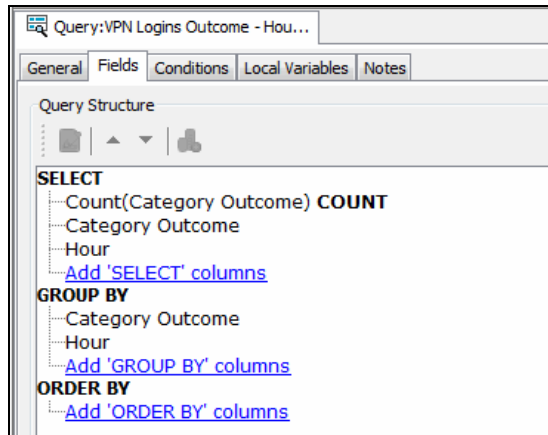 Query:VPN Logins Outcome - Hou...
General Fields Conditions Local Variables Notes
Query Structure
SELECT
Count(Category Outcome) COUNT
Category Outcome
Hour
Add 'SELECT' columns
GROUP BY
Category Outcome
Hour
Add 'GROUP BY' columns
ORDER BY
Add 'ORDER BY' columns